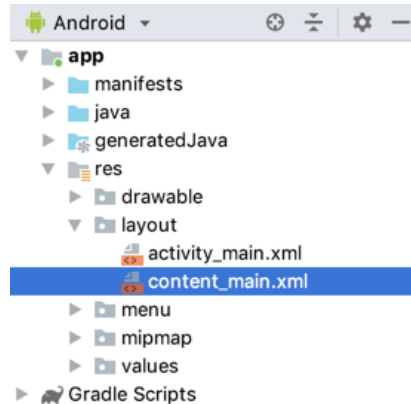 Android
app
manifests
java
generatedJava
res
drawable
layout
activity_main.xml
content_main.xml
menu
mipmap
values
Gradle Scripts